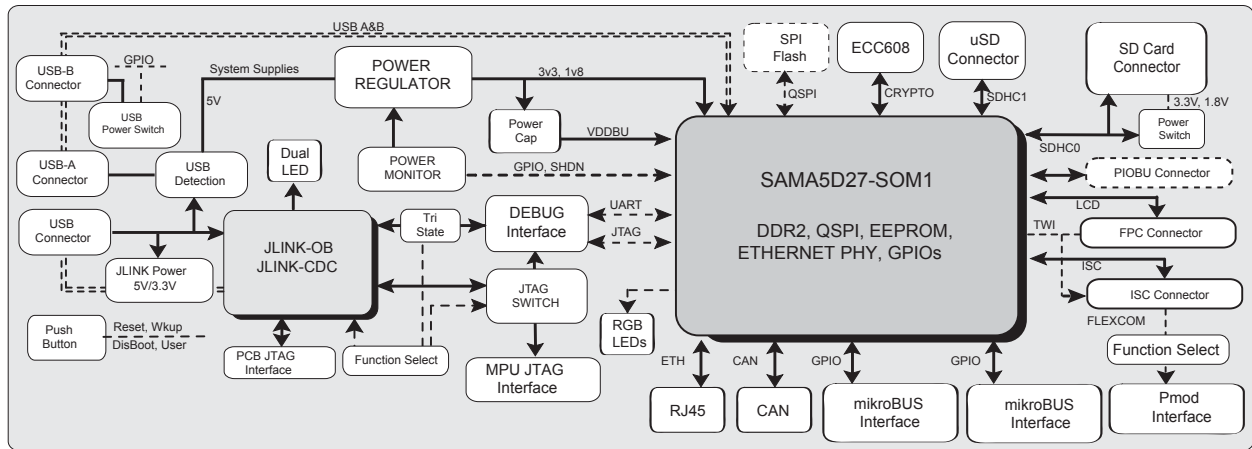 USB A&B
USB-B
Connector
GPIO
USB
Power Switch
System Supplies
5V
POWER
REGULATOR
3v3, 1v8
SPI
Flash
QSPI
ECC608
CRYPTO
uSD
Connector
SDHC1
SD Card
Connector
3.3V, 1.8V
Power
Switch
SDHC0
USB-A
Connector
USB
Detection
Dual
LED
POWER
MONITOR
Power
Cap
VDDBU
GPIO, SHDN
PIOBU Connector
LCD
TWI
FPC Connector
ISC
ISC Connector
FLEXCOM
Function Select
Pmod
Interface
SAMA5D27-SOM1
DDR2, QSPI, EEPROM,
ETHERNET PHY, GPIOs
USB
Connector
JLINK Power
5V/3.3V
JLINK-OB
JLINK-CDC
Tri
State
DEBUG
Interface
UART
JTAG
JTAG
SWITCH
Push
Button
Reset, Wkup
DisBoot, User
PCB JTAG
Interface
Function Select
MPU JTAG
Interface
RGB
LEDs
ETH
RJ45
CAN
CAN
GPIO
mikroBUS
Interface
GPIO
mikroBUS
Interface